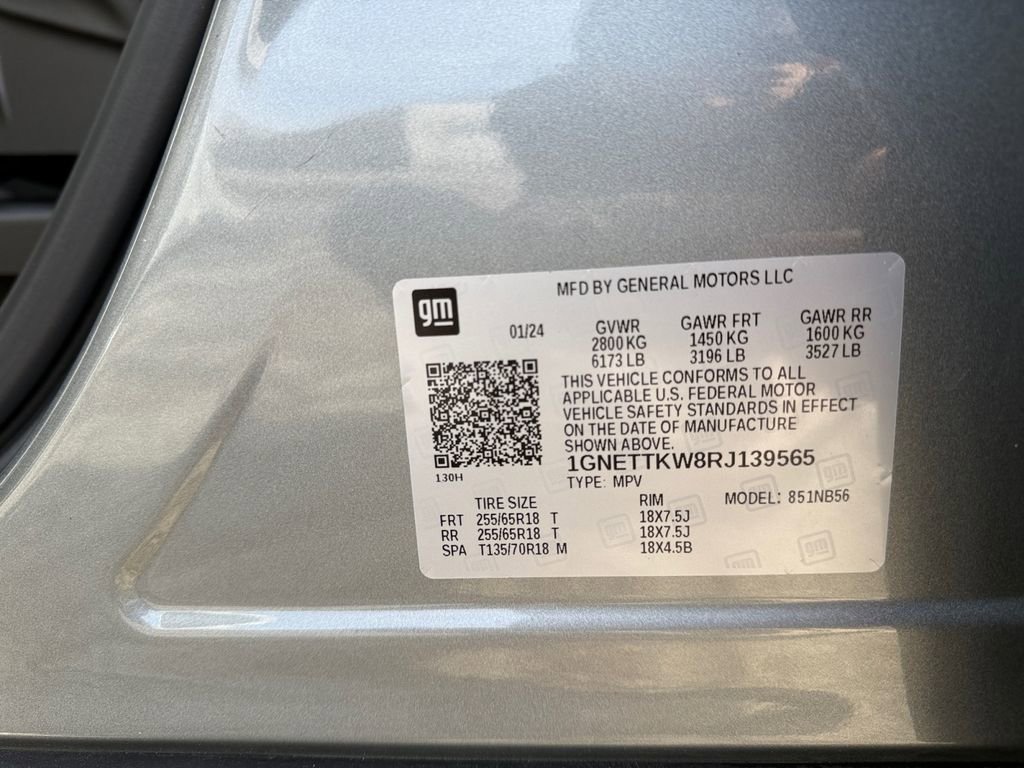 MFD BY GENERAL MOTORS LLC
gm
01/24
GVWR GAWR FRT GAWR RR
2800 KG 1450 KG 1600 KG
6173 LB 3196 LB 3527 LB
THIS VEHICLE CONFORMS TO ALL
APPLICABLE U.S. FEDERAL MOTOR
VEHICLE SAFETY STANDARDS IN EFFECT
ON THE DATE OF MANUFACTURE
SHOWN ABOVE.
1GNETTKW8RJ139565
130H
TYPE: MPV
TIRE SIZE RIM MODEL: 851NB56
FRT 255/65R18 T 18X7.5J
RR 255/65R18 T 18X7.5J
SPA T135/70R18 M 18X4.5B